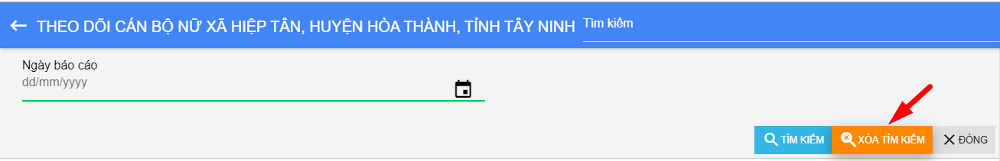 THEO DÕI CÁN BỘ NỮ XÃ HIỆP TÂN, HUYỆN HÒA THÀNH, TỈNH TÂY NINH Tìm kiếm
Ngày báo cáo
dd/mm/yyyy
TÌM KIẾM XÓA TÌM KIẾM ĐÓNG